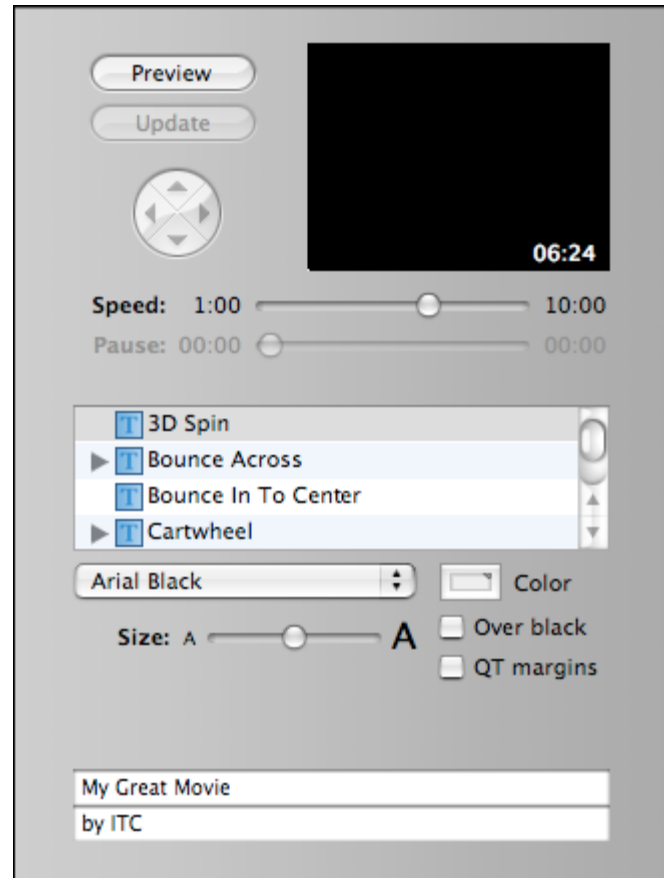 Preview
Update
06:24
Speed: 1:00 10:00
Pause: 00:00 00:00
T 3D Spin
T Bounce Across
T Bounce In To Center
T Cartwheel
Arial Black Color
Size: A A Over black
QT margins
My Great Movie
by ITC